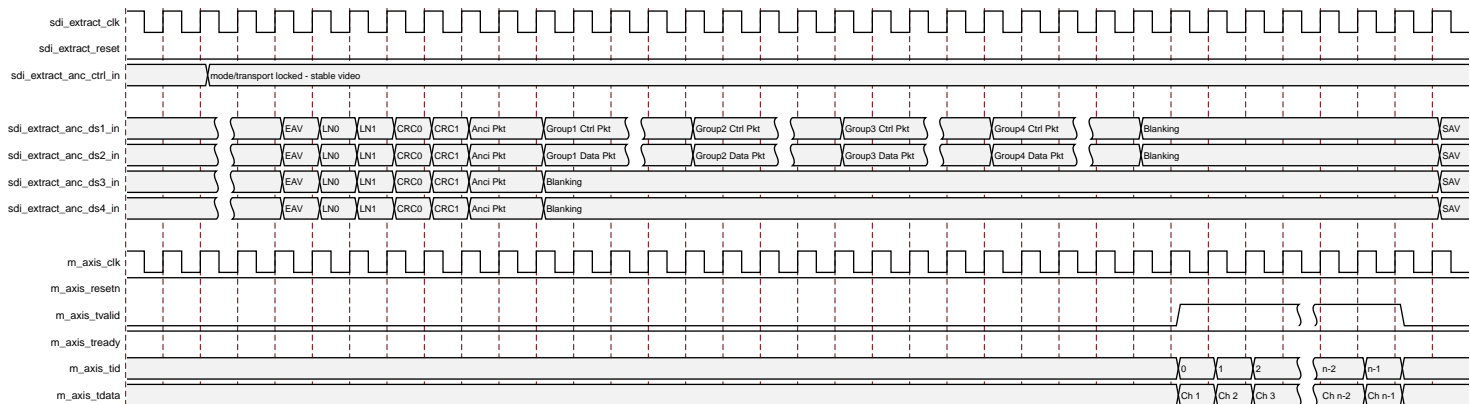 sdi_extract_clk
sdi_extract_reset
sdi_extract_anc_ctrl_in mode/transport locked - stable video
sdi_extract_anc_ds1_in EAV LN0 LN1 CRC0 CRC1 Anci Pkt Group1 Ctrl Pkt Group2 Ctrl Pkt Group3 Ctrl Pkt Group4 Ctrl Pkt Blanking SAV
sdi_extract_anc_ds2_in EAV LN0 LN1 CRC0 CRC1 Anci Pkt Group1 Data Pkt Group2 Data Pkt Group3 Data Pkt Group4 Data Pkt Blanking SAV
sdi_extract_anc_ds3_in EAV LN0 LN1 CRC0 CRC1 Anci Pkt Blanking SAV
sdi_extract_anc_ds4_in EAV LN0 LN1 CRC0 CRC1 Anci Pkt Blanking SAV
m_axis_clk
m_axis_resetn
m_axis_tvalid
m_axis_tready
m_axis_tid 0 1 2 n-2 n-1
m_axis_tdata Ch 1 Ch 2 Ch 3 Ch n-2 Ch n-1